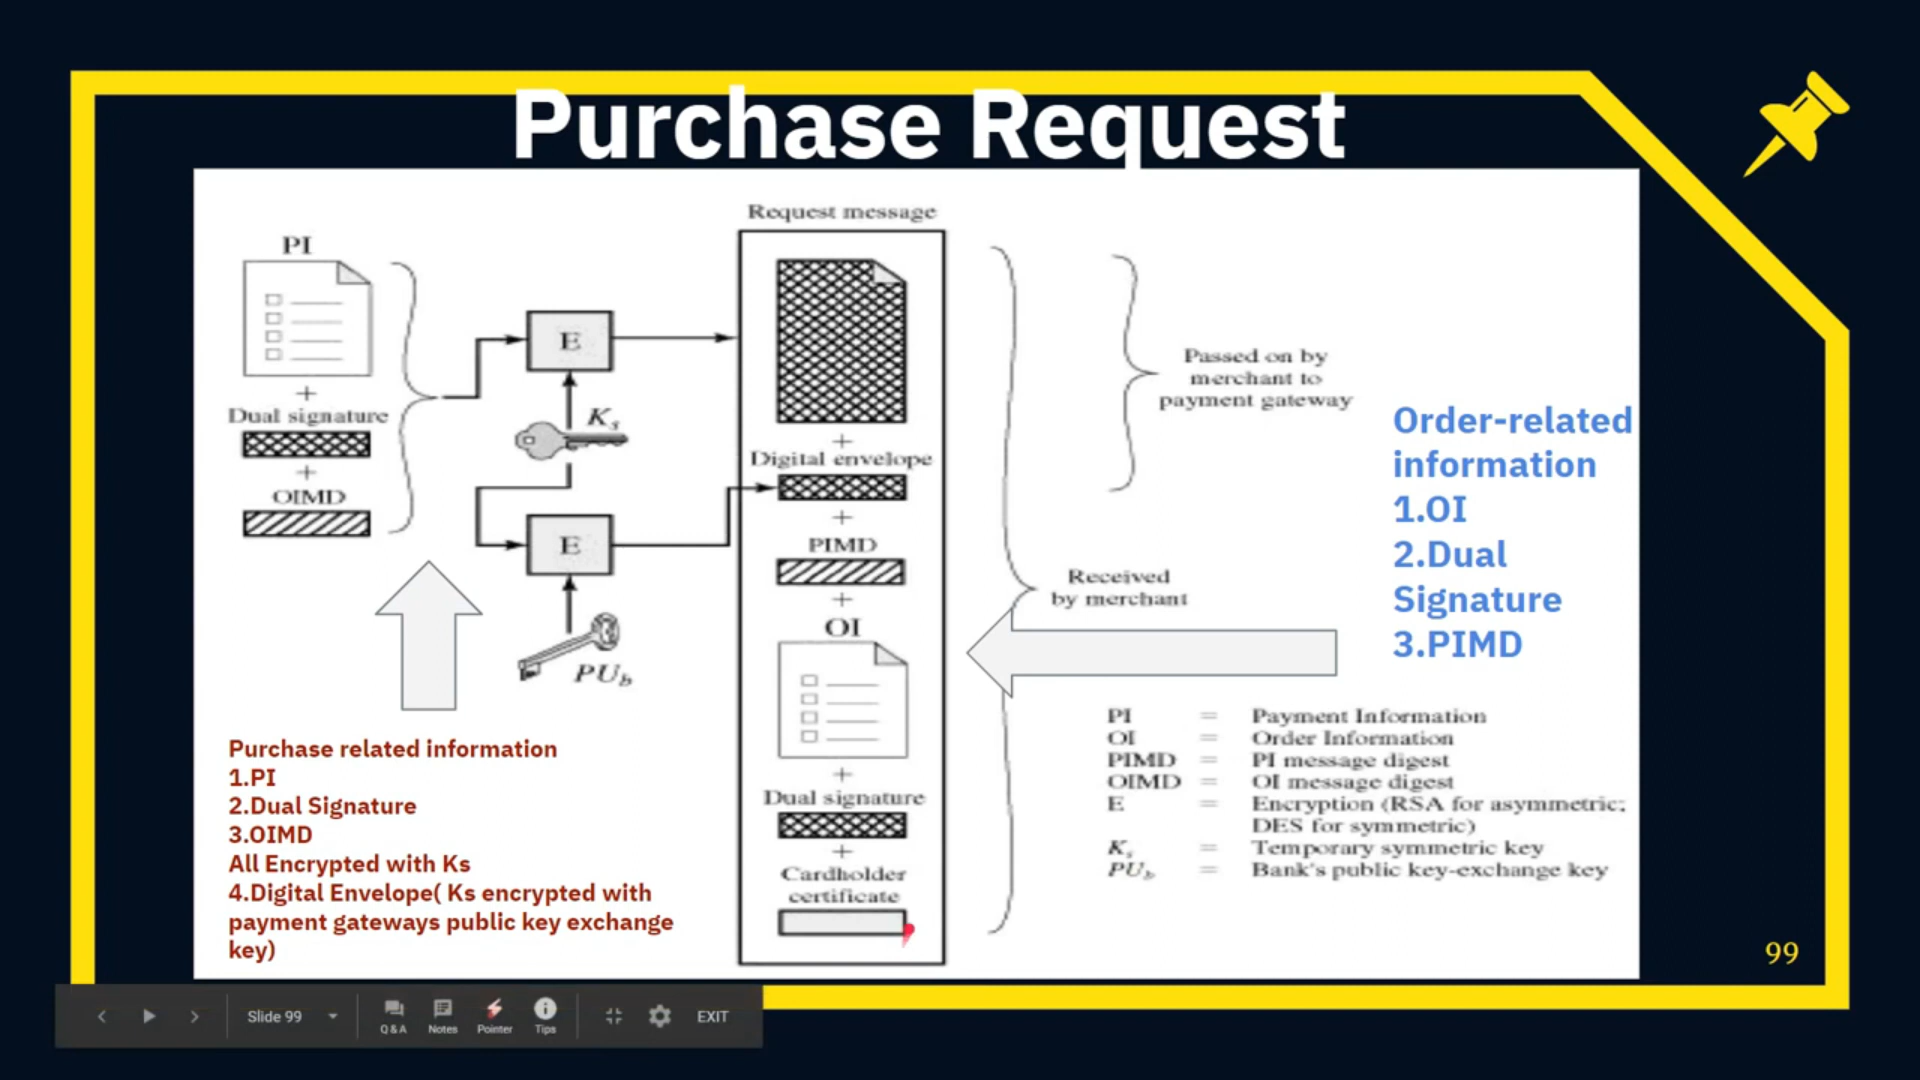 Purchase Request
Request message
PI
+
Dual signature
+
OIMD
E
Ks
E
PUb
+
Digital envelope
+
PIMD
+
OI
+
Dual signature
+
Cardholder
certificate
Passed on by
merchant to
payment gateway
Received
by merchant
Order-related
information
1.OI
2.Dual
Signature
3.PIMD
Purchase related information
1.PI
2.Dual Signature
3.OIMD
All Encrypted with Ks
4.Digital Envelope( Ks encrypted with
payment gateways public key exchange
key)
PI = Payment Information
OI = Order Information
PIMD = PI message digest
OIMD = OI message digest
E = Encryption (RSA for asymmetric;
DES for symmetric)
Ks = Temporary symmetric key
PUb = Bank's public key-exchange key
99
Slide 99
Q & A
Notes
Pointer
Tips
EXIT